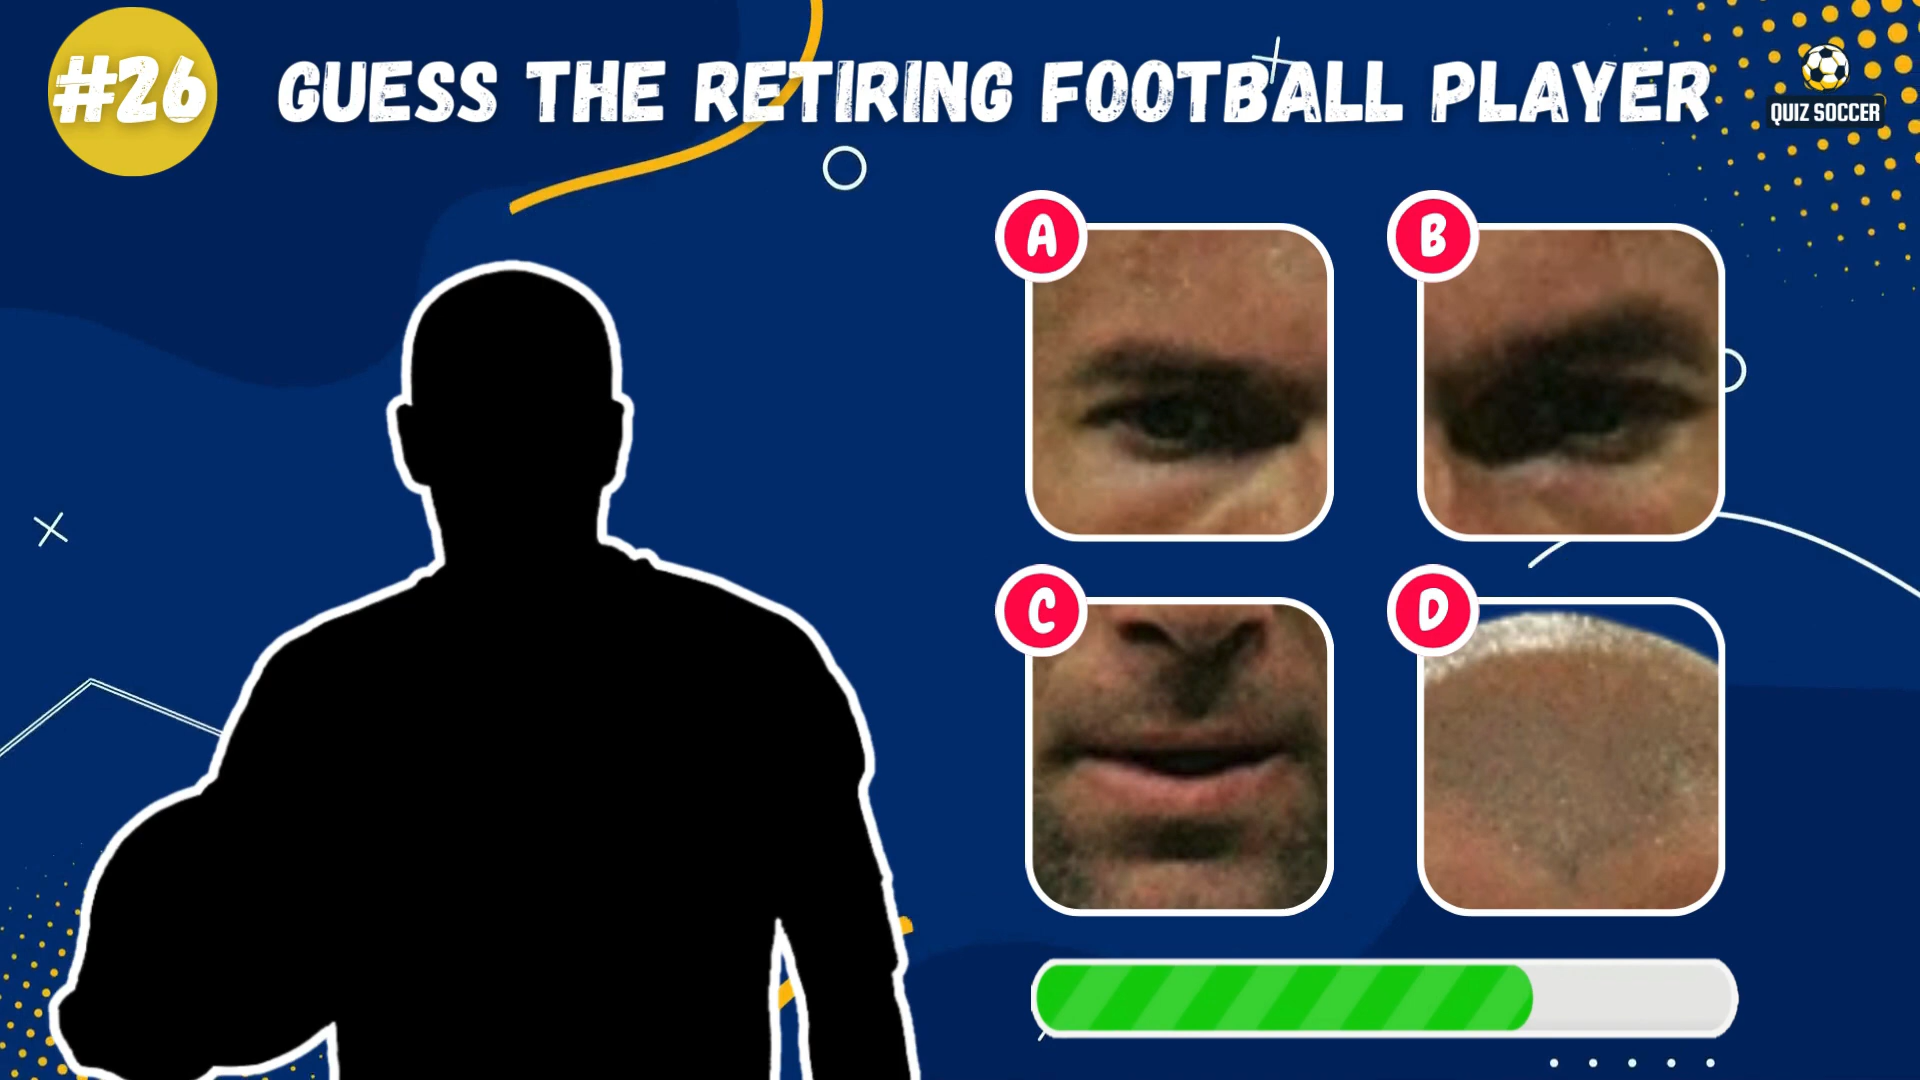 #26
GUESS THE RETIRING FOOTBALL PLAYER
QUIZ SOCCER
A
B
C
D